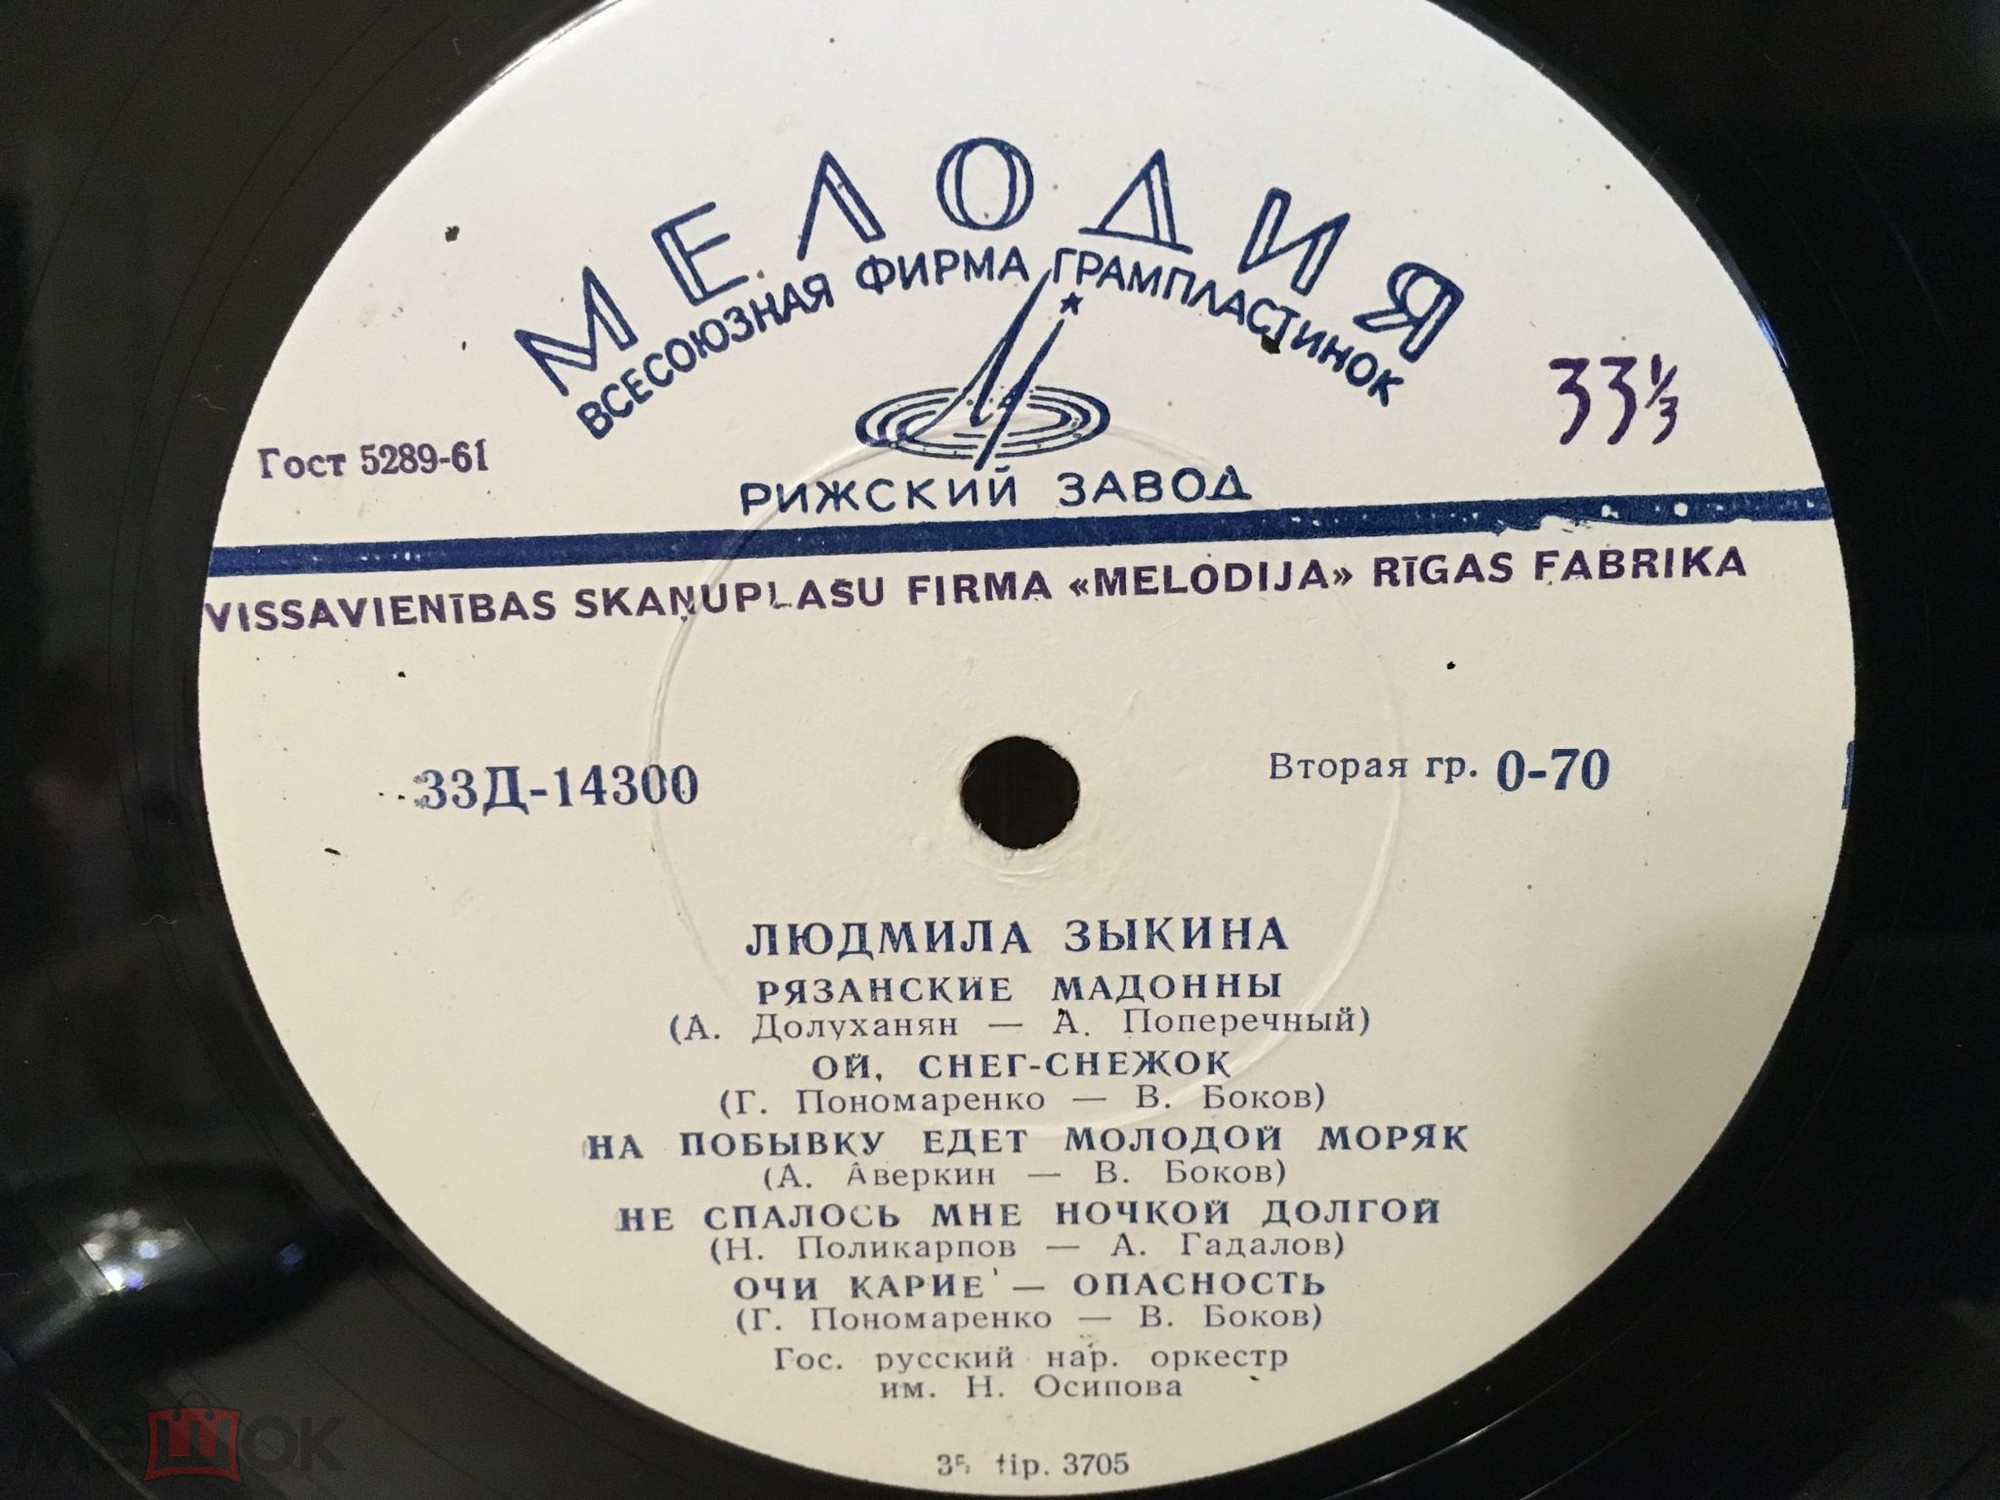 МЕЛОДИЯ
ВСЕСОЮЗНАЯ ФИРМА ГРАМПЛАСТИНОК
33⅓
Гост 5289-61
РИЖСКИЙ ЗАВОД
VISSAVIENĪBAS SKAŅUPLAŠU FIRMA «MELODIJA» RĪGAS FABRIKA
33Д-14300
Вторая гр. 0-70
ЛЮДМИЛА ЗЫКИНА
РЯЗАНСКИЕ МАДОННЫ
(А. Долуханян — А. Поперечный)
ОЙ, СНЕГ-СНЕЖОК
(Г. Пономаренко — В. Боков)
НА ПОБЫВКУ ЕДЕТ МОЛОДОЙ МОРЯК
(А. Аверкин — В. Боков)
НЕ СПАЛОСЬ МНЕ НОЧКОЙ ДОЛГОЙ
(Н. Поликарпов — А. Гадалов)
ОЧИ КАРИЕ — ОПАСНОСТЬ
(Г. Пономаренко — В. Боков)
Гос. русский нар. оркестр
им. Н. Осипова
tip. 3705
мешок